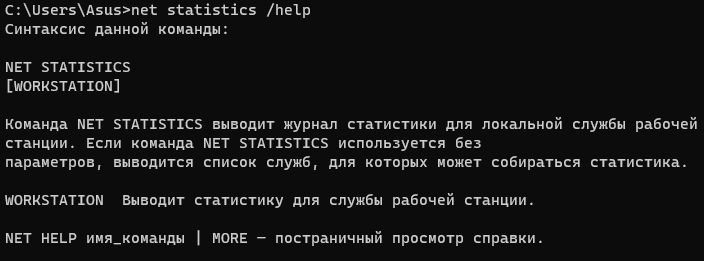 C:\Users\Asus>net statistics /help
Синтаксис данной команды:
NET STATISTICS
[WORKSTATION]
Команда NET STATISTICS выводит журнал статистики для локальной службы рабочей
станции. Если команда NET STATISTICS используется без
параметров, выводится список служб, для которых может собираться статистика.
WORKSTATION  Выводит статистику для службы рабочей станции.
NET HELP имя_команды | MORE — постраничный просмотр справки.